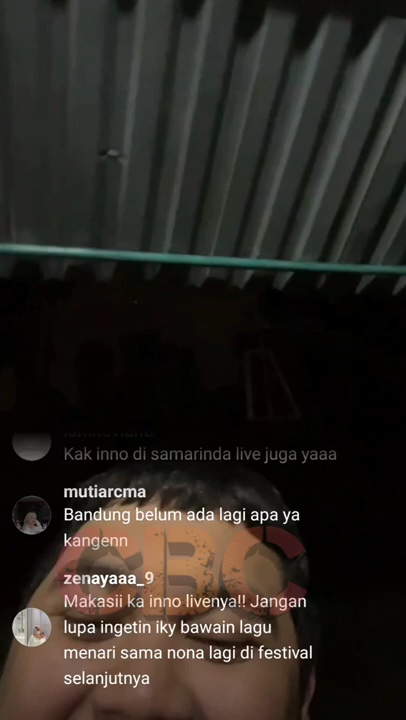 Kak inno di samarinda live juga yaaa
mutiarcma
Bandung belum ada lagi apa ya
kangenn
zenayaaa_9
Makasii ka inno livenya!! Jangan
lupa ingetin iky bawain lagu
menari sama nona lagi di festival
selanjutnya